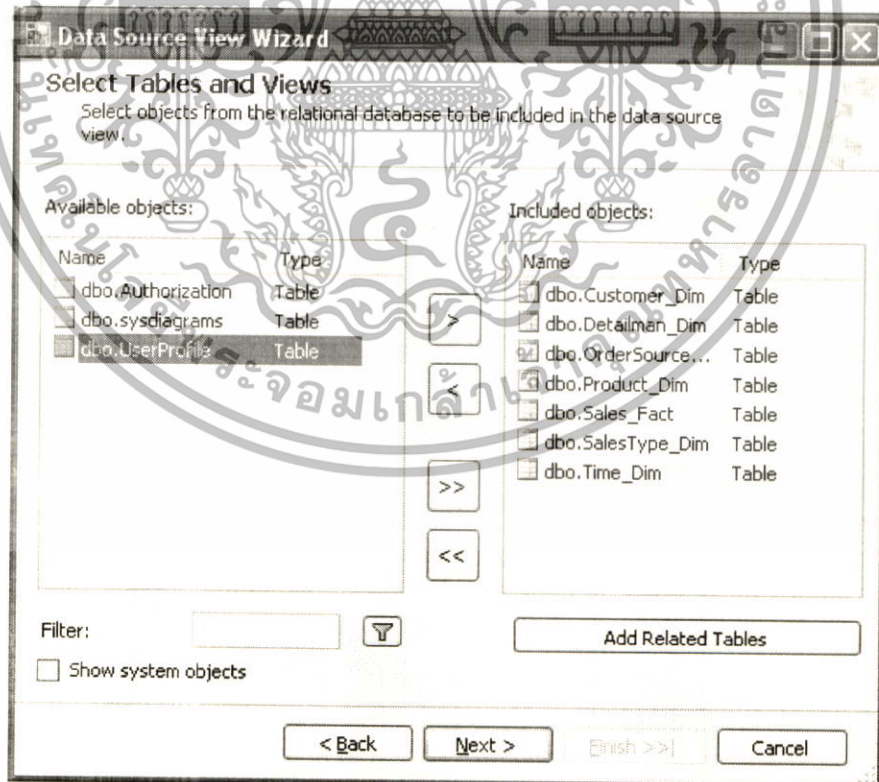 Data Source View Wizard
Select Tables and Views
Select objects from the relational database to be included in the data source
view.
Available objects:
Name Type
dbo.Authorization Table
dbo.sysdiagrams Table
dbo.UserProfile Table
>
<
>>
<<
Included objects:
Name Type
dbo.Customer_Dim Table
dbo.Detailman_Dim Table
dbo.OrderSource... Table
dbo.Product_Dim Table
dbo.Sales_Fact Table
dbo.SalesType_Dim Table
dbo.Time_Dim Table
Filter:
Add Related Tables
Show system objects
< Back Next > Finish >>| Cancel